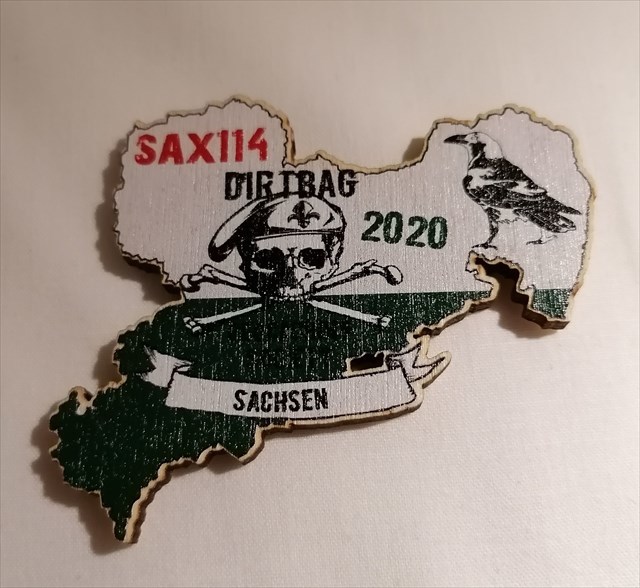 SAX114
DIRTBAG
2020
SACHSEN